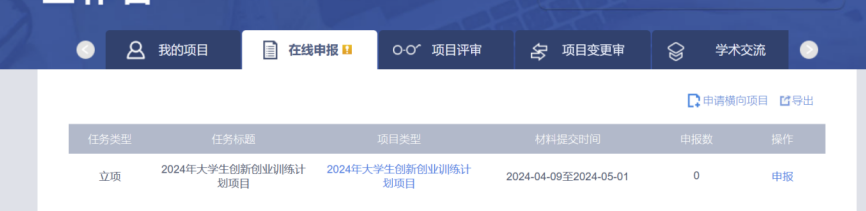 我的项目
在线申报
项目评审
项目变更审
学术交流
申请横向项目 导出
任务类型 任务标题 项目类型 材料提交时间 申报数 操作
立项 2024年大学生创新创业训练计 2024年大学生创新创业训练计 2024-04-09至2024-05-01 0 申报
划项目 划项目